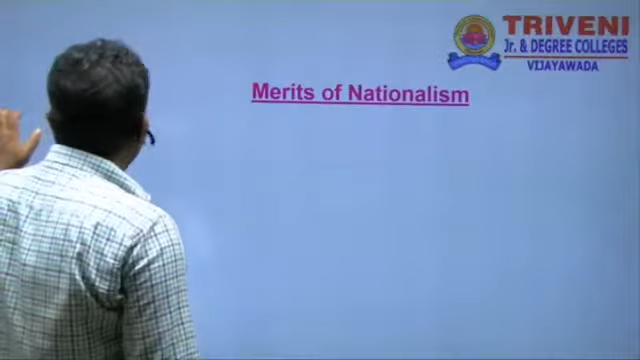 TRIVENI
Jr. & DEGREE COLLEGES
VIJAYAWADA
Merits of Nationalism